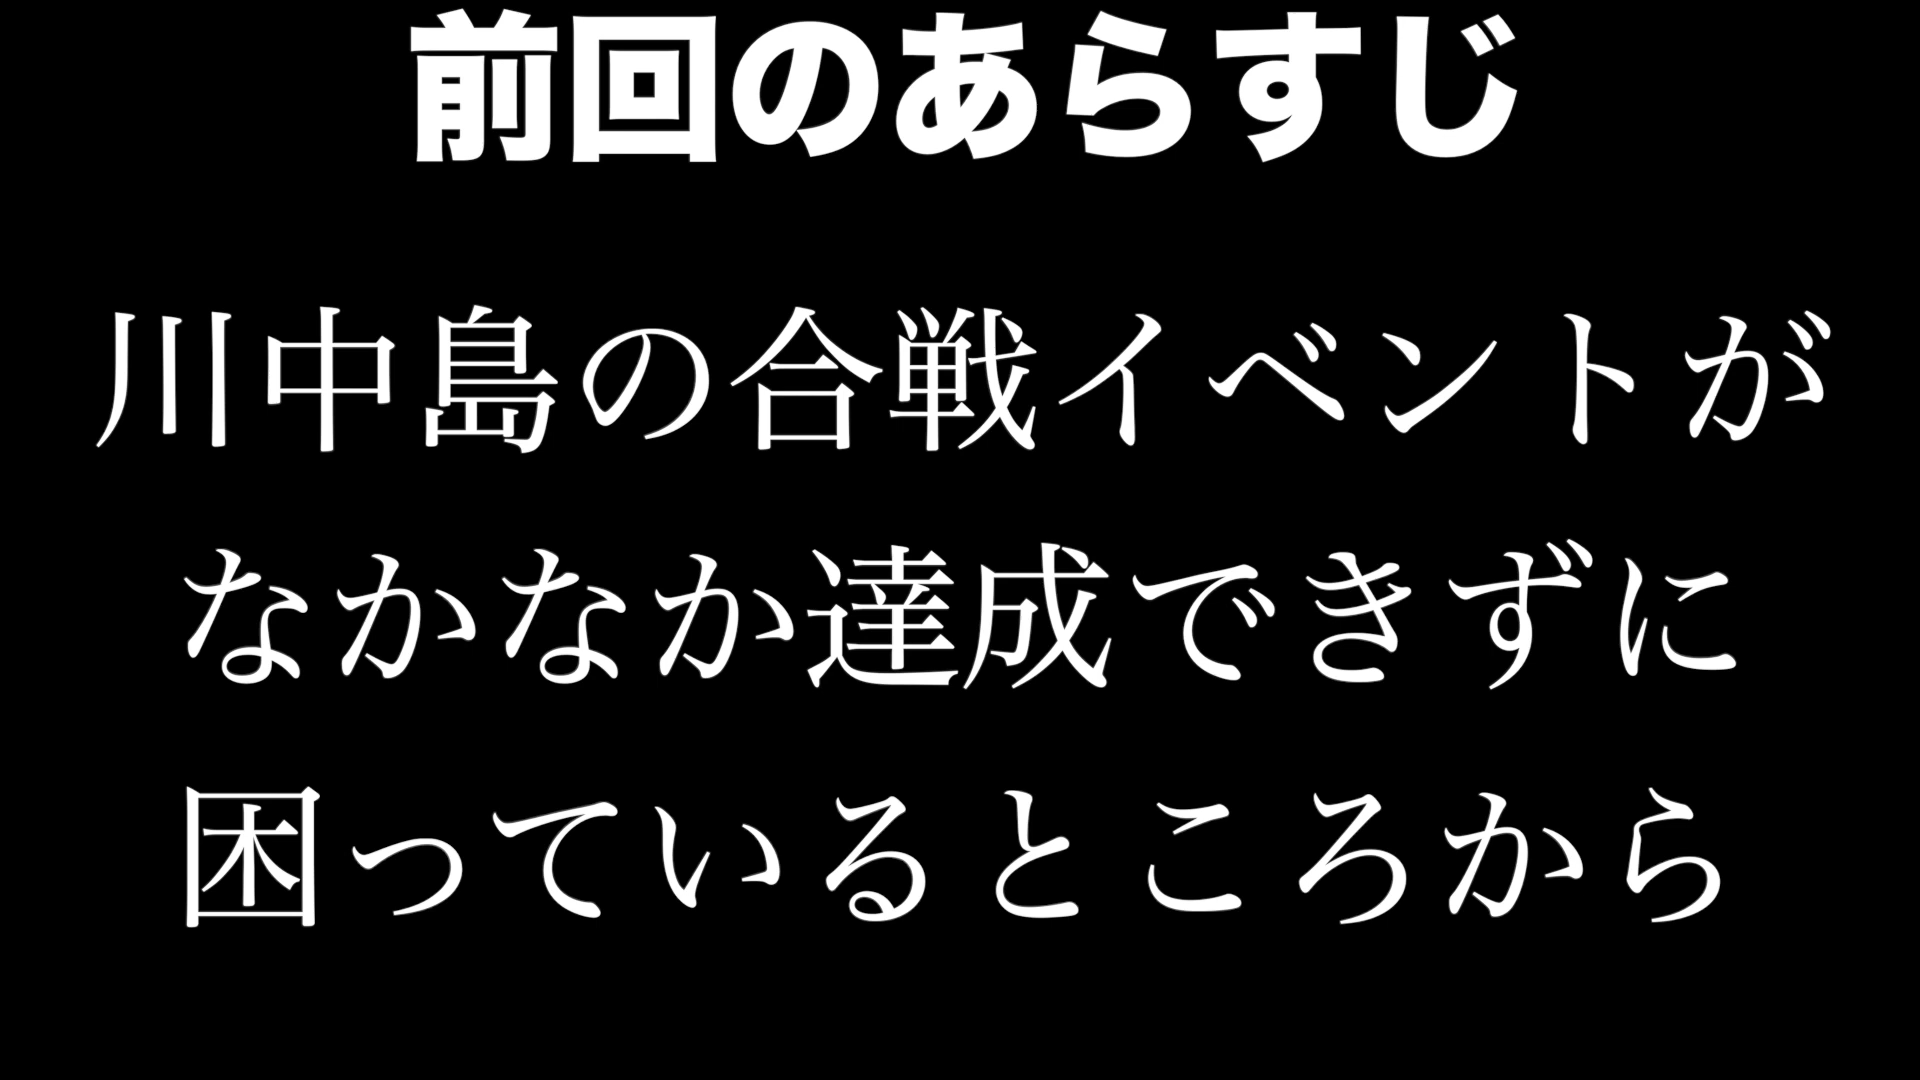 前回のあらすじ
川中島の合戦イベントが
なかなか達成できずに
困っているところから